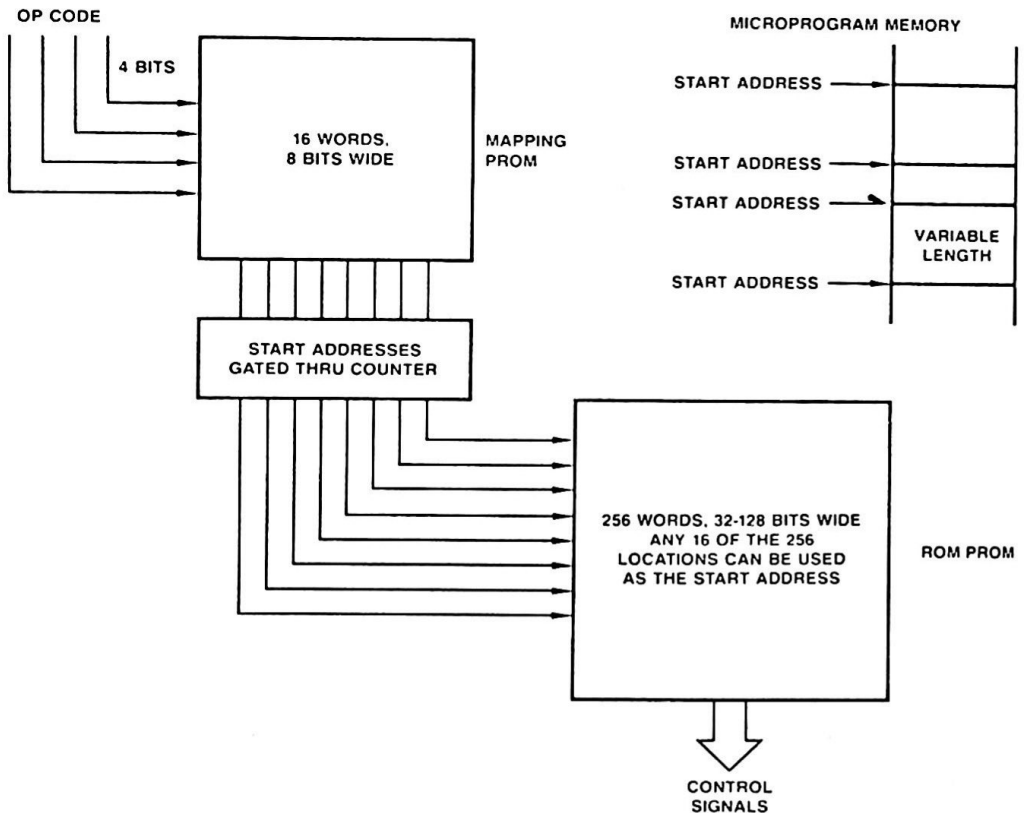 OP CODE
4 BITS
16 WORDS,
8 BITS WIDE
MAPPING
PROM
START ADDRESSES
GATED THRU COUNTER
MICROPROGRAM MEMORY
START ADDRESS
START ADDRESS
START ADDRESS
VARIABLE
LENGTH
START ADDRESS
256 WORDS, 32-128 BITS WIDE
ANY 16 OF THE 256
LOCATIONS CAN BE USED
AS THE START ADDRESS
ROM PROM
CONTROL
SIGNALS